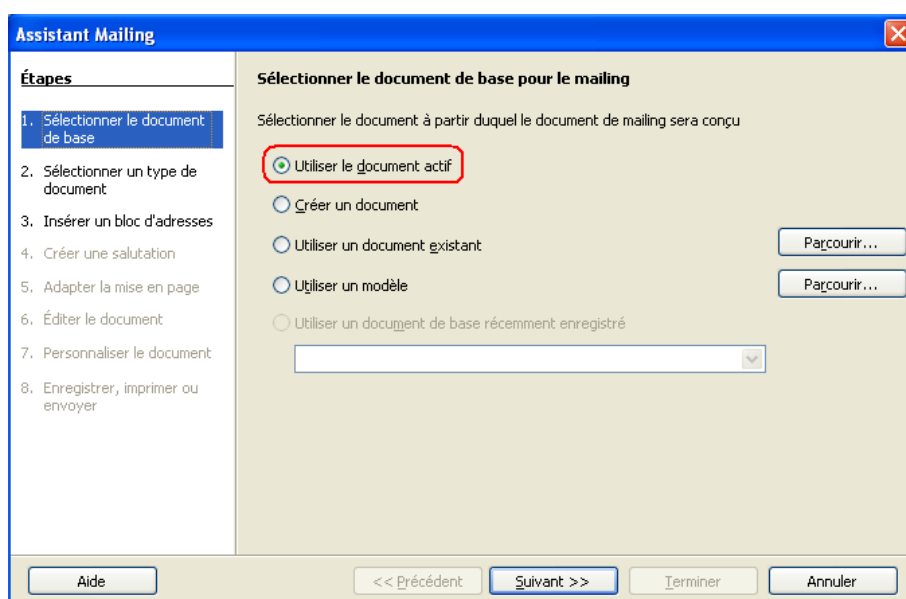 Assistant Mailing
Étapes
1. Sélectionner le document
de base
2. Sélectionner un type de
document
3. Insérer un bloc d'adresses
4. Créer une salutation
5. Adapter la mise en page
6. Éditer le document
7. Personnaliser le document
8. Enregistrer, imprimer ou
envoyer
Sélectionner le document de base pour le mailing
Sélectionner le document à partir duquel le document de mailing sera conçu
Utiliser le document actif
Créer un document
Utiliser un document existant
Parcourir...
Utiliser un modèle
Parcourir...
Utiliser un document de base récemment enregistré
Aide
<< Précédent
Suivant >>
Terminer
Annuler